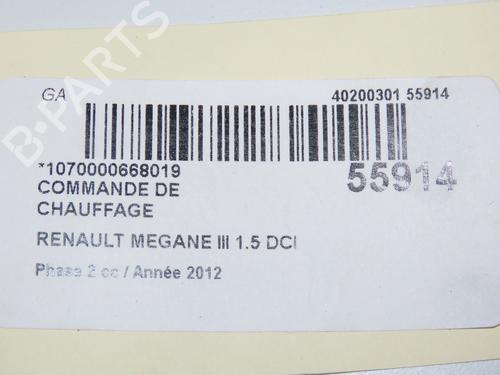 GA
40200301 55914
*1070000668019
55914
COMMANDE DE
CHAUFFAGE
RENAULT MEGANE III 1.5 DCI
Phase 2 cc / Année 2012
B-PARTS